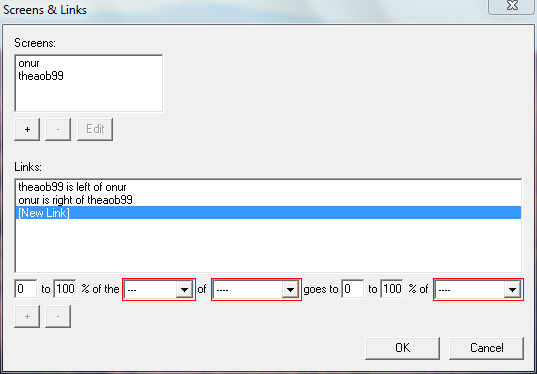 Screens & Links
Screens:
onur
theaob99
+ - Edit
Links:
theaob99 is left of onur
onur is right of theaob99
[New Link]
0 to 100 % of the --- of ---- goes to 0 to 100 % of ----
+ -
OK Cancel